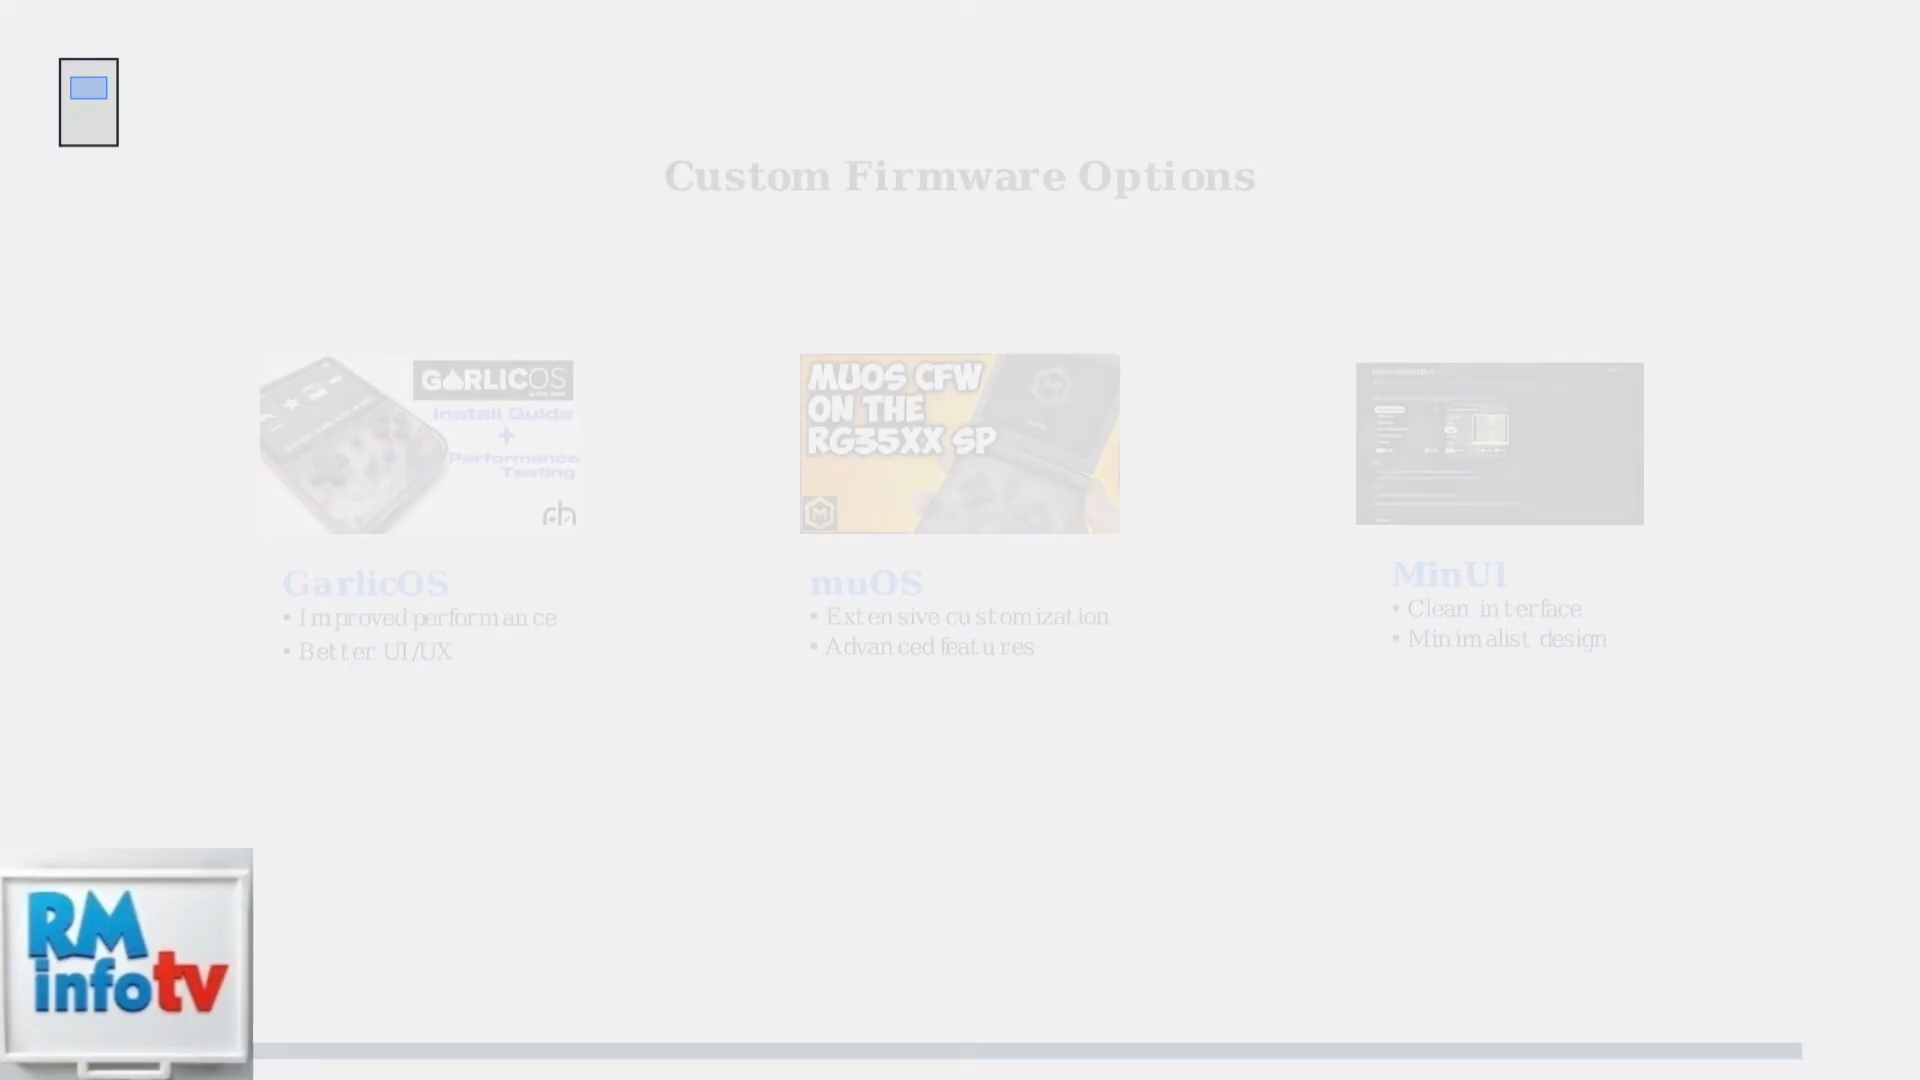 Custom Firmware Options
GARLICOS
Install Guide
+
Performance
Testing
rh
MUOS CFW
ON THE
RG35XX SP
M
GarlicOS
• Improved performance
• Better UI/UX
muOS
• Extensive customization
• Advanced features
MinUI
• Clean interface
• Minimalist design
RM
infotv